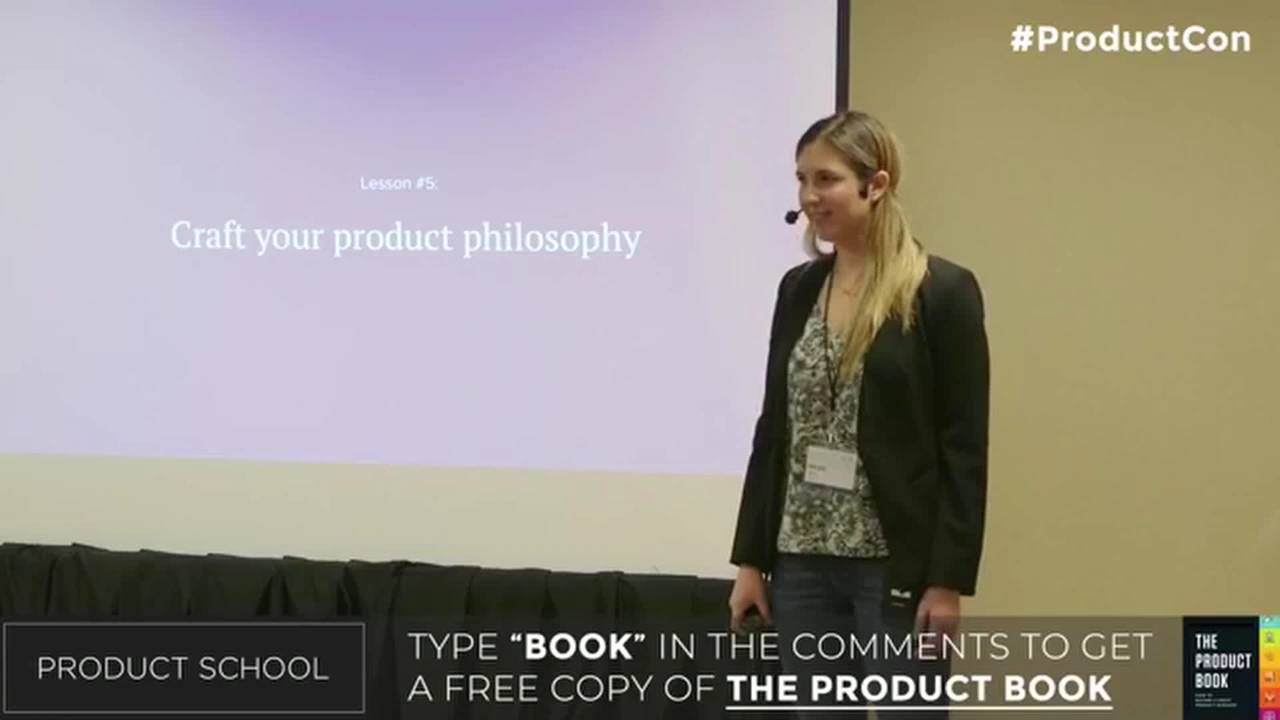 #ProductCon
Lesson #5:
Craft your product philosophy
PRODUCT SCHOOL
TYPE “BOOK” IN THE COMMENTS TO GET
A FREE COPY OF THE PRODUCT BOOK
THE
PRODUCT
BOOK